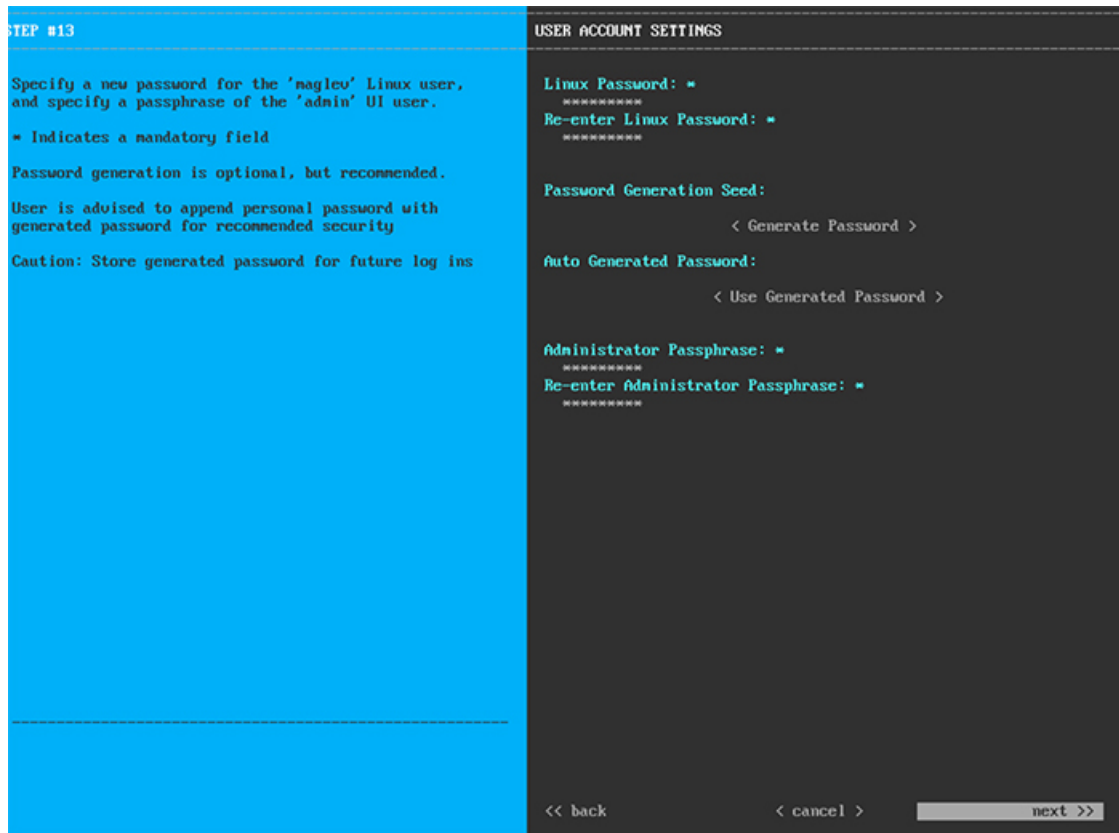 STEP #13
Specify a new password for the 'maglev' Linux user,
and specify a passphrase of the 'admin' UI user.
* Indicates a mandatory field
Password generation is optional, but recommended.
User is advised to append personal password with
generated password for recommended security
Caution: Store generated password for future log ins
USER ACCOUNT SETTINGS
Linux Password: *
*********
Re-enter Linux Password: *
*********
Password Generation Seed:
< Generate Password >
Auto Generated Password:
< Use Generated Password >
Administrator Passphrase: *
*********
Re-enter Administrator Passphrase: *
*********
<< back
< cancel >
next >>